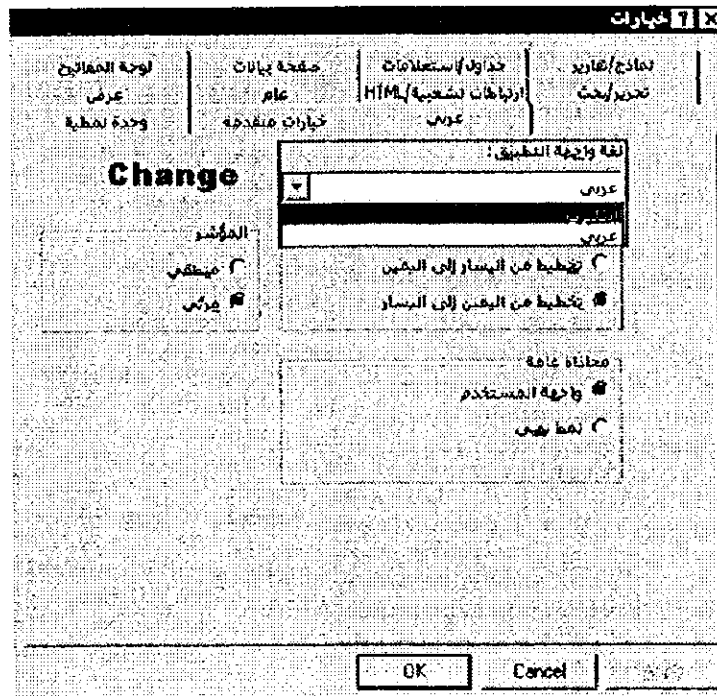 خيارات
نماذج/تقارير
جداول/استعلامات
صفحة بيانات
لوحة المفاتيح
تحرير/بحث
ارتباطات تشعبية/HTML
عام
عرض
عربي
خيارات متقدمة
وحدة نمطية
لغة واجهة التطبيق:
Change
عربي
إنكليزي
عربي
المؤشر
تخطيط من اليسار إلى اليمين
منطقي
تخطيط من اليمين إلى اليسار
مرئي
محاذاة عامة
واجهة المستخدم
نمط نصي
OK
Cancel